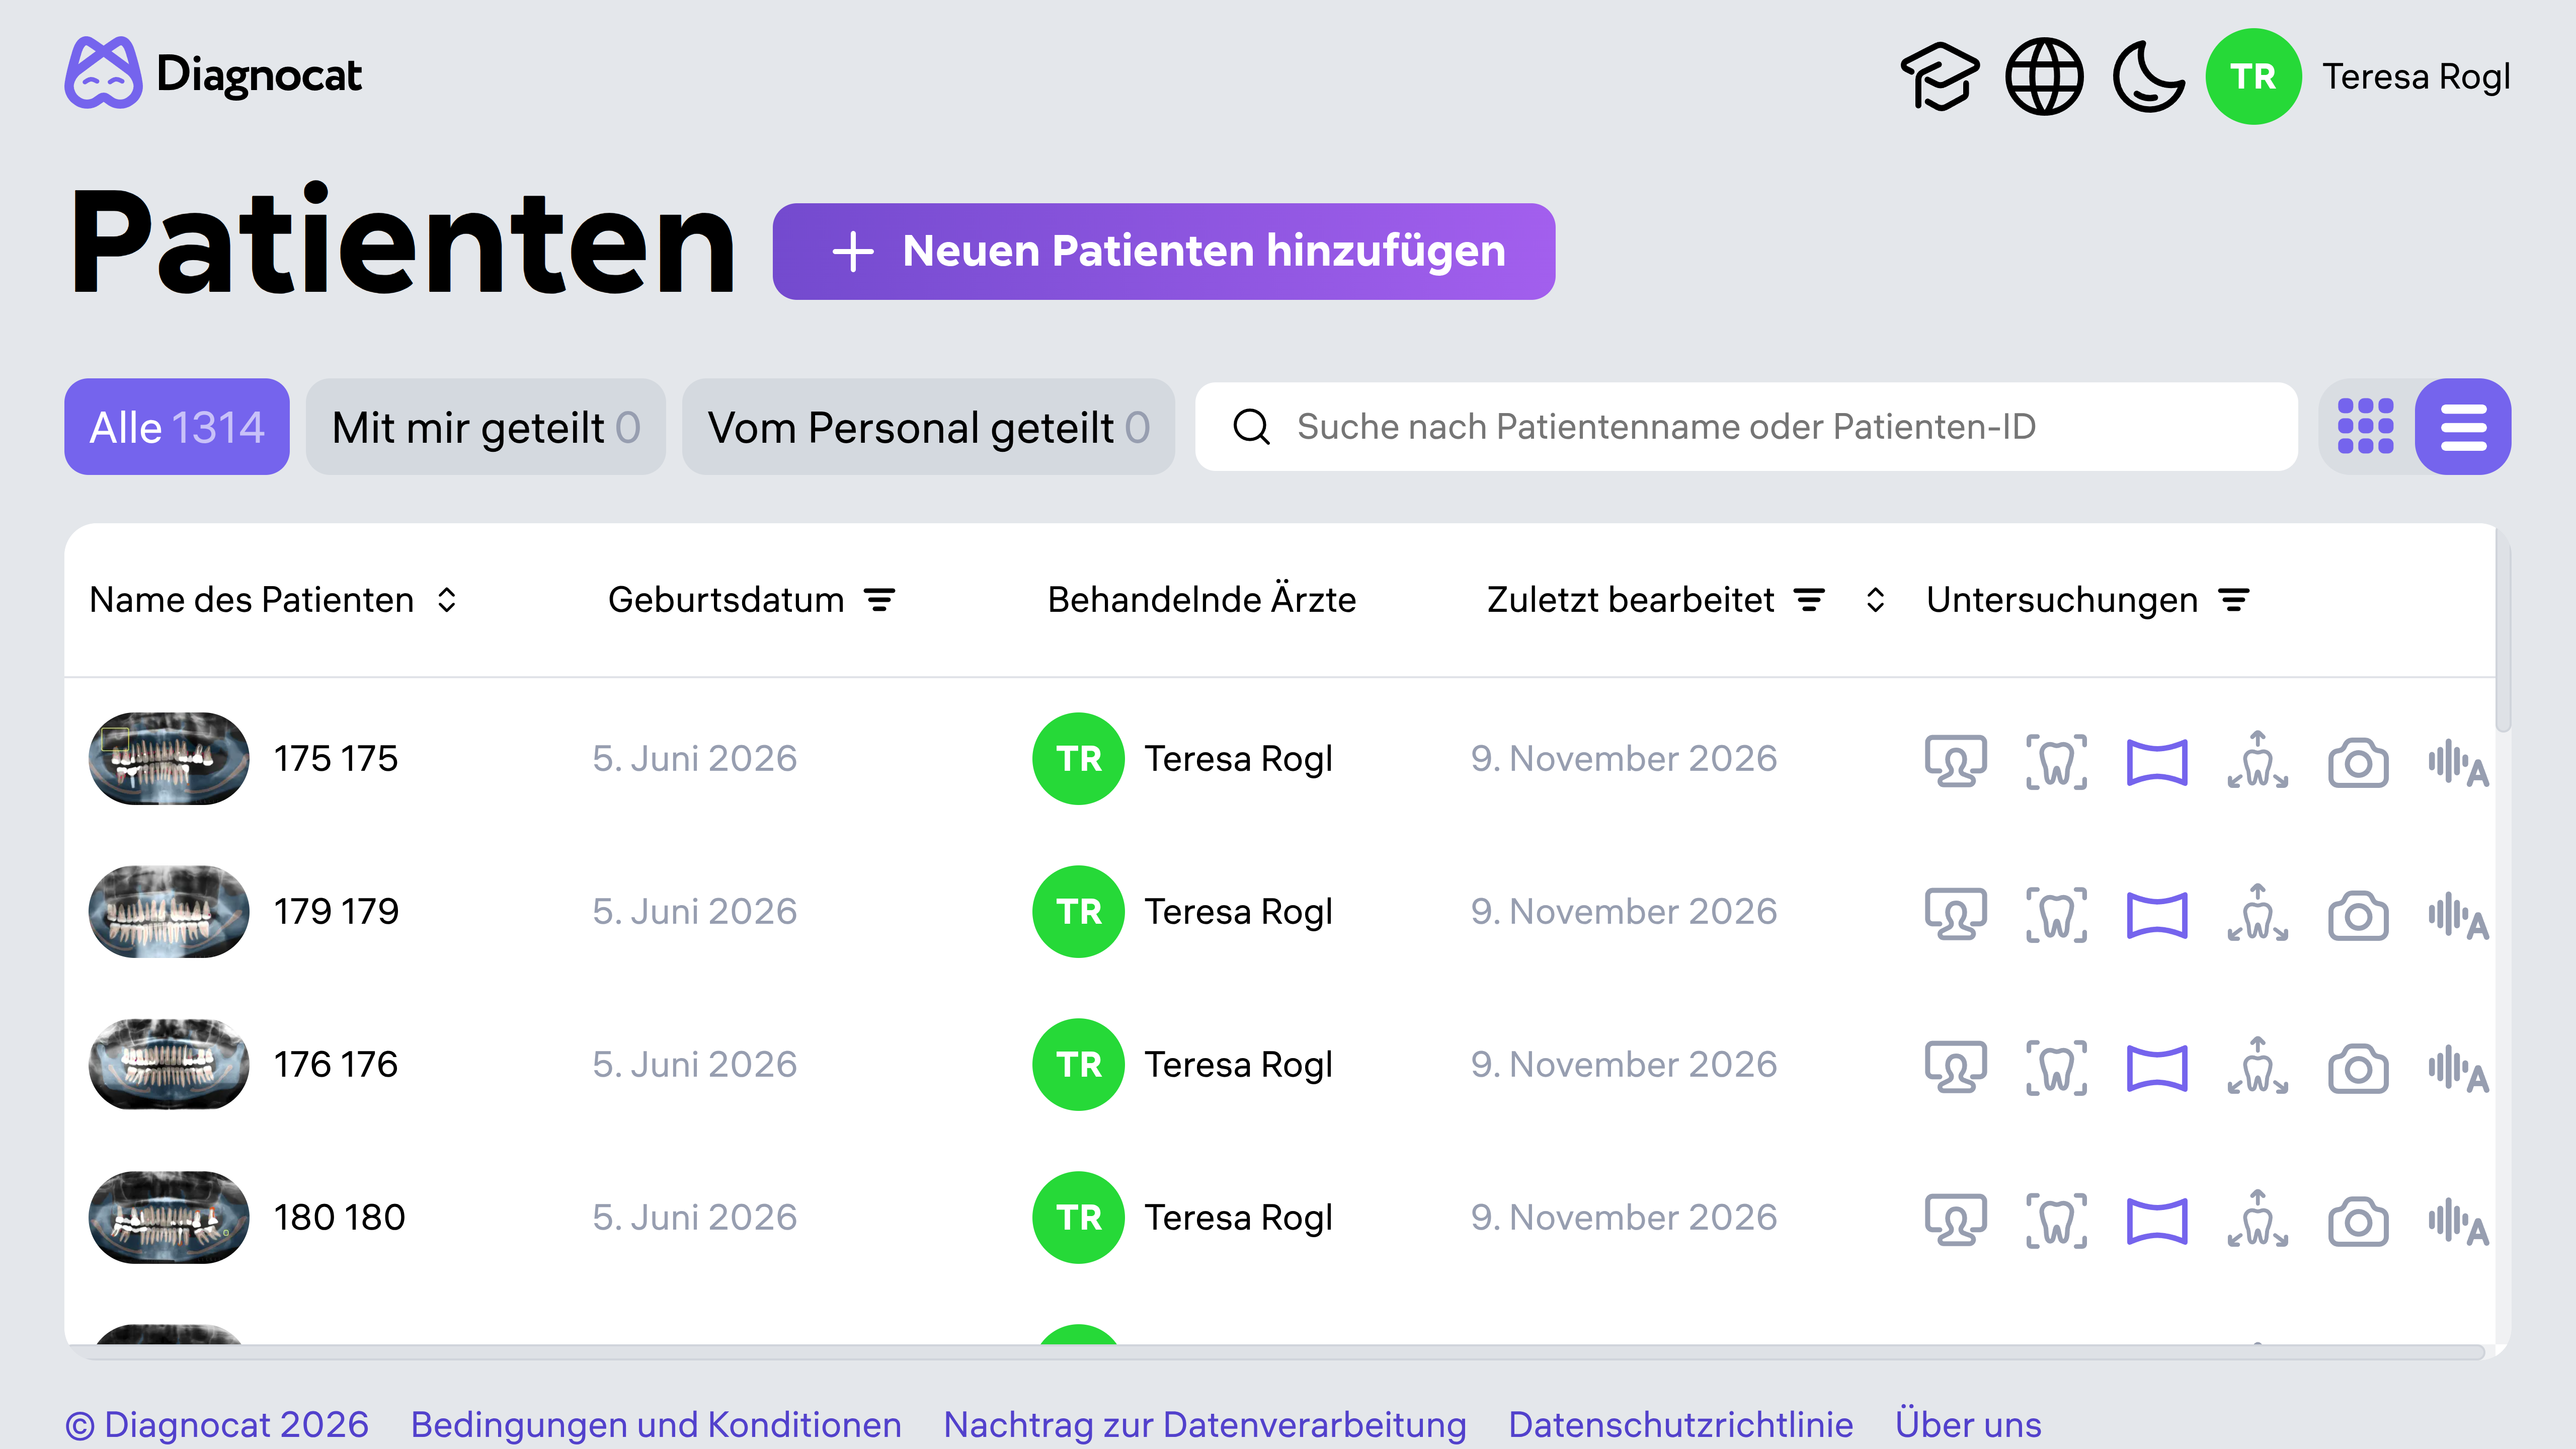 Diagnocat
TR Teresa Rogl
Patienten
Neuen Patienten hinzufügen
Alle 1314 Mit mir geteilt 0 Vom Personal geteilt 0 Suche nach Patientenname oder Patienten-ID
Name des Patienten Geburtsdatum Behandelnde Ärzte Zuletzt bearbeitet Untersuchungen
175 175 5. Juni 2026 TR Teresa Rogl 9. November 2026 A
179 179 5. Juni 2026 TR Teresa Rogl 9. November 2026 A
176 176 5. Juni 2026 TR Teresa Rogl 9. November 2026 A
180 180 5. Juni 2026 TR Teresa Rogl 9. November 2026 A
© Diagnocat 2026 Bedingungen und Konditionen Nachtrag zur Datenverarbeitung Datenschutzrichtlinie Über uns